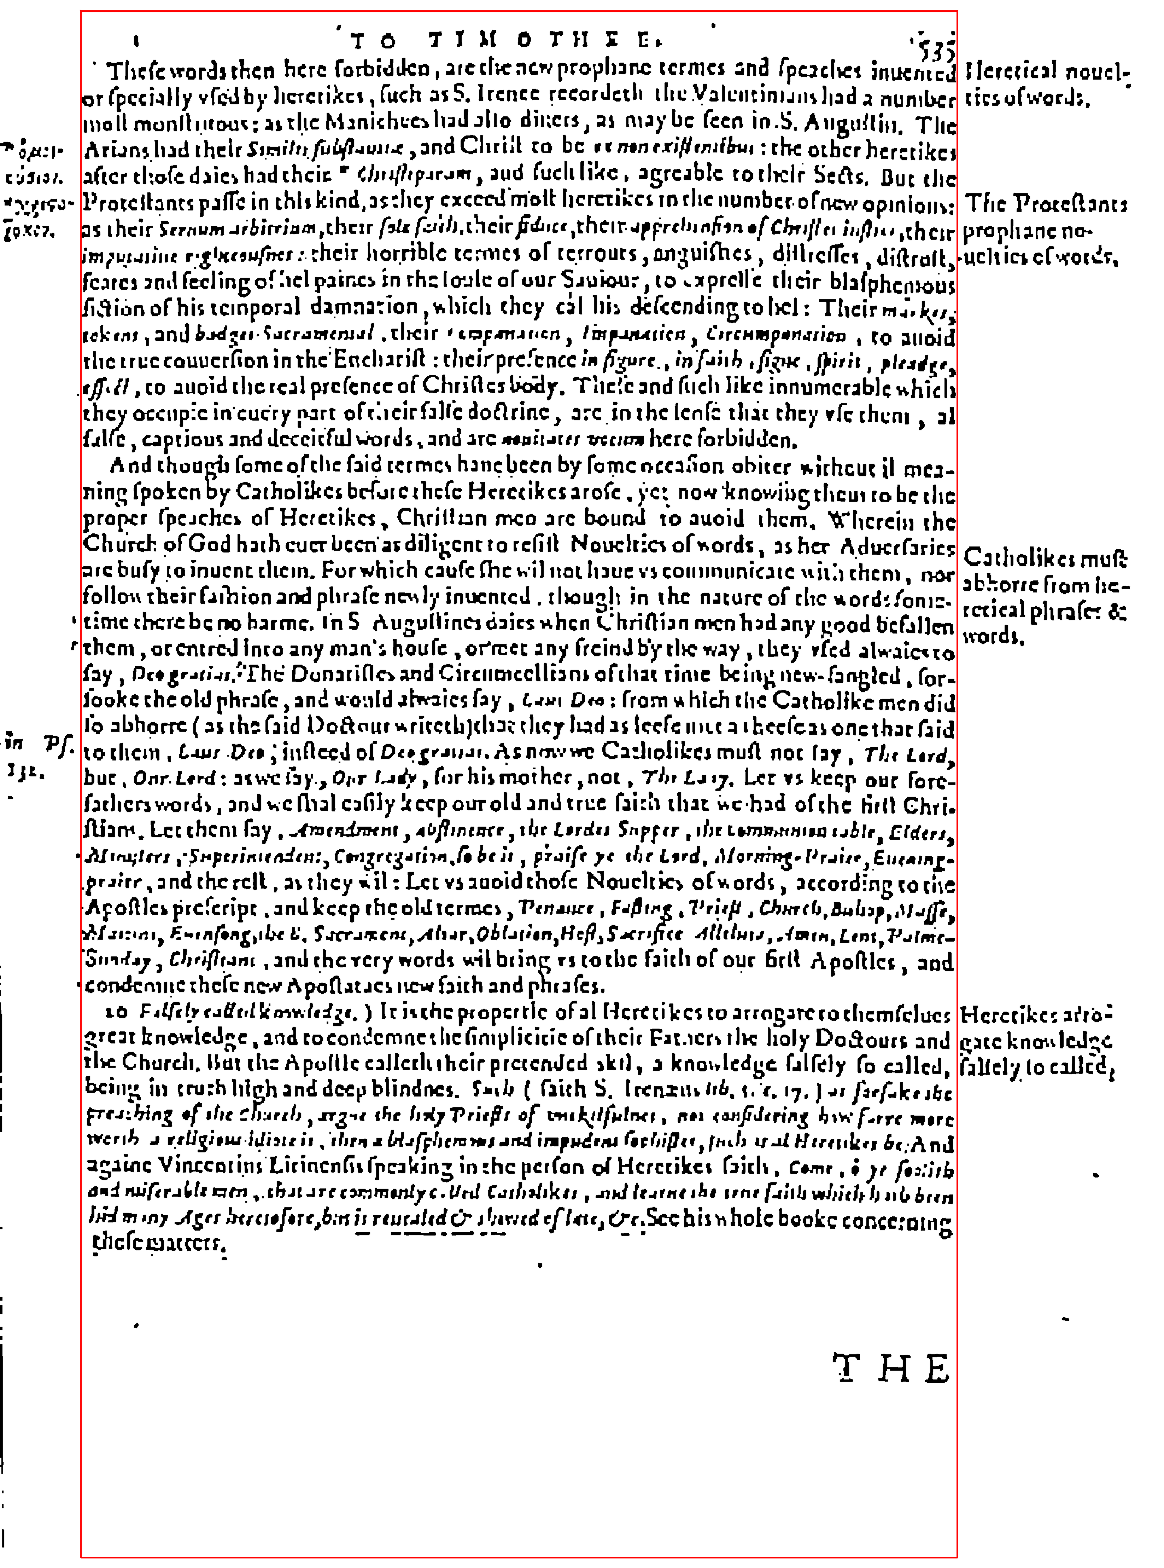 TO TIMOTHEE.
535
Theſe words then here forbidden, are the new prophane termes and ſpeaches inuented
or ſpecially vſed by heretikes, ſuch as S. Irenee recordeth the Valentinians had a number
moſt monſtruous: as the Manichees had alſo diuers, as may be ſeen in S. Auguſtin. The
Arians had their Similis ſubſtantiæ, and Chriſt to be ex non exiſtentibus: the other heretikes
after thoſe daies had their Chriſtiparam, and ſuch like, agreable to their Sects. But the
Proteſtants paſſe in this kind, as they exceed moſt heretikes in the number of new opinions:
as their Seruum arbitrium, their ſole faith, their fiduce, their apprehenſion of Chriſtes iuſtice, their
imputatiue righteouſnes: their horrible termes of terrours, anguiſhes, diſtreſſes, diſtruſt,
feares and feeling of hel paines in the ſoule of our Sauiour, to expreſſe their blaſphemous
fiction of his temporal damnation, which they cal his deſcending to hel: Their markes,
tokens, and badges Sacramental, their Companation, Impanation, Circumpanation, to auoid
the true conuerſion in the Euchariſt: their preſence in figure, in faith, ſigne, ſpirit, pleadge,
effect, to auoid the real preſence of Chriſtes body. Theſe and ſuch like innumerable which
they occupie in euery part of their falſe doctrine, are in the ſenſe that they vſe them, al
falſe, captious and deceitful words, and are nouitates vocum here forbidden.
And though ſome of the ſaid termes haue been by ſome occaſion obiter without il mea-
ning ſpoken by Catholikes before theſe Heretikes aroſe, yet now knowing them to be the
proper ſpeaches of Heretikes, Chriſtian men are bound to auoid them. Wherein the
Church of God hath euer been as diligent to reſiſt Nouelties of words, as her Aduerſaries
are buſy to inuent them. For which cauſe ſhe wil not haue vs communicate with them, nor
follow their faſhion and phraſe newly inuented, though in the nature of the words ſome-
time there be no harme. In S Auguſtines daies when Chriſtian men had any good befallen
them, or entred into any man's houſe, or met any freind by the way, they vſed alwaies to
ſay, Deo gratias. The Donatiſtes and Circumcellians of that time being new-fangled, for-
ſooke the old phraſe, and would alwaies ſay, Laus Deo: from which the Catholike men did
ſo abhorre (as the ſaid Doctour writeth) that they had as leefe meet a theefe as one that ſaid
to them, Laus Deo, inſteed of Deo gratias. As now we Catholikes muſt not ſay, The Lord,
but, Our Lord: as we ſay, Our Lady, for his mother, not, The Lady. Let vs keep our fore-
fathers words, and we ſhal eaſily keep our old and true faith that we had of the firſt Chri-
ſtians. Let them ſay, Amendment, abſtinence, the Lordes Supper, the communion table, Elders,
Miniſters, Superintendent, Congregation, ſo be it, praiſe ye the Lord, Morning-Praier, Euening-
praier, and the reſt, as they wil: Let vs auoid thoſe Nouelties of words, according to the
Apoſtles preſcript, and keep the old termes, Penance, Faſting, Prieſt, Church, Bishop, Maſſe,
Mattins, Euenſong, the B. Sacrament, Altar, Oblation, Hoſt, Sacrifice Alleluia, Amen, Lent, Palme-
Sunday, Chriſtmas, and the very words wil bring vs to the faith of our firſt Apoſtles, and
condemne theſe new Apoſtataes new faith and phraſes.
20 Falſely called knowledge.) It is the propertie of al Heretikes to arrogate to themſelues
great knowledge, and to condemne the ſimplicitie of their Fathers the holy Doctours and
the Church. But the Apoſtle calleth their pretended skil, a knowledge falſely ſo called,
being in truth high and deep blindnes. Such (ſaith S. Irenæus lib. 5. c. 17.) as forſake the
preaching of the Church, argue the holy Prieſts of vnskilfulnes, not conſidering how farre more
worth a religious Idiote is, then a blaſphemous and impudent ſophiſter, ſuch as al Heretikes be. And
againe Vincentius Lirinenſis ſpeaking in the perſon of Heretikes ſaith, Come, ô ye fooliſh
and miſerable men, that are commonly called Catholikes, and learne the true faith which hath been
hid many Ages heretofore, but is reuealed & shewed of late, &c. See his whole booke concerning
theſe matters.
THE
in Pſ.
132.
Heretical nouel-
ties of words.
The Proteſtants
prophane no-
uelties of words.
Catholikes muſt
abhorre from he-
retical phraſes &
words.
Heretikes arro-
gate knowledge
falſely ſo called,